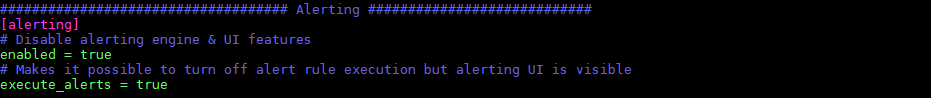 #################################### Alerting ############################
[alerting]
# Disable alerting engine & UI features
enabled = true
# Makes it possible to turn off alert rule execution but alerting UI is visible
execute_alerts = true